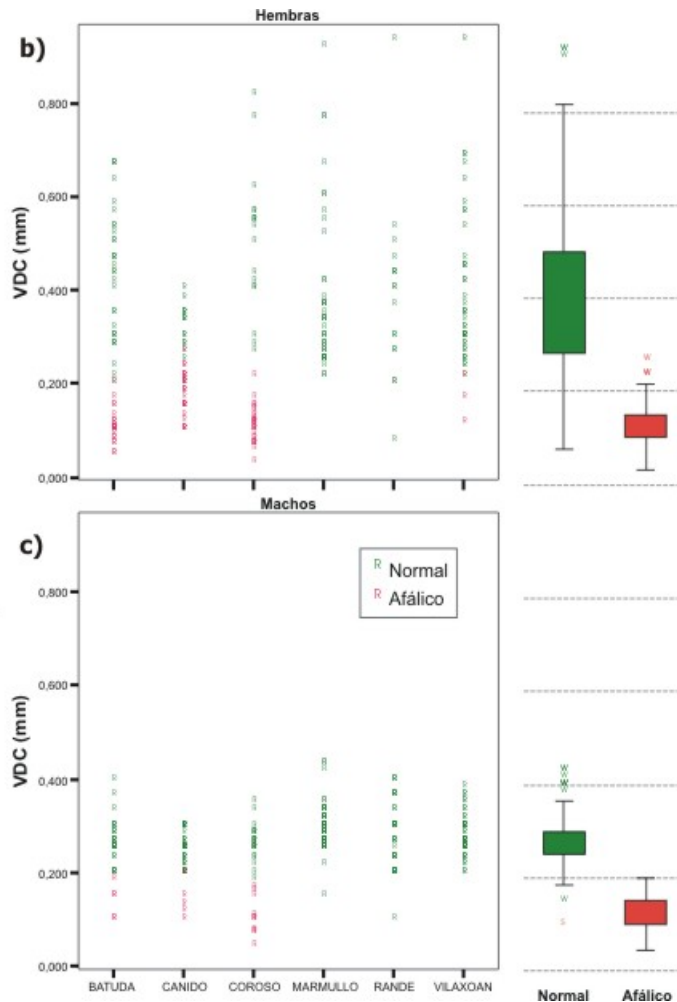 Hembras
b)
VDC (mm)
0,800
0,600
0,400
0,200
0,000
W
W
W
W
Machos
c)
VDC (mm)
0,800
0,600
0,400
0,200
0,000
R Normal
R Afálico
BATUDA CANIDO COROSO MARMULLO RANDE VILAXOAN
W
W
W
W
W
S
Normal Afálico